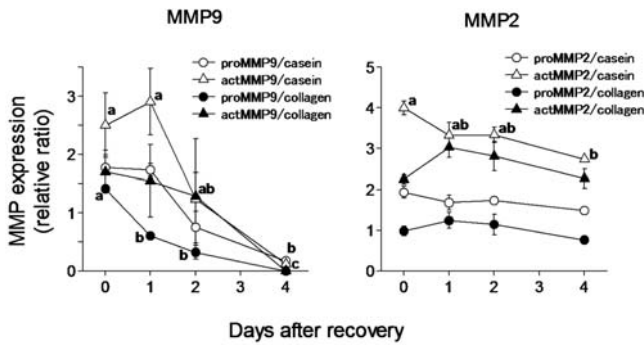 MMP9
MMP2
proMMP9/casein
actMMP9/casein
proMMP9/collagen
actMMP9/collagen
proMMP2/casein
actMMP2/casein
proMMP2/collagen
actMMP2/collagen
MMP expression
(relative ratio)
3
2
1
0
a
a
a
b
b
ab
b
c
0 1 2 3 4
5
4
3
2
1
0
a
ab
ab
b
0 1 2 3 4
Days after recovery